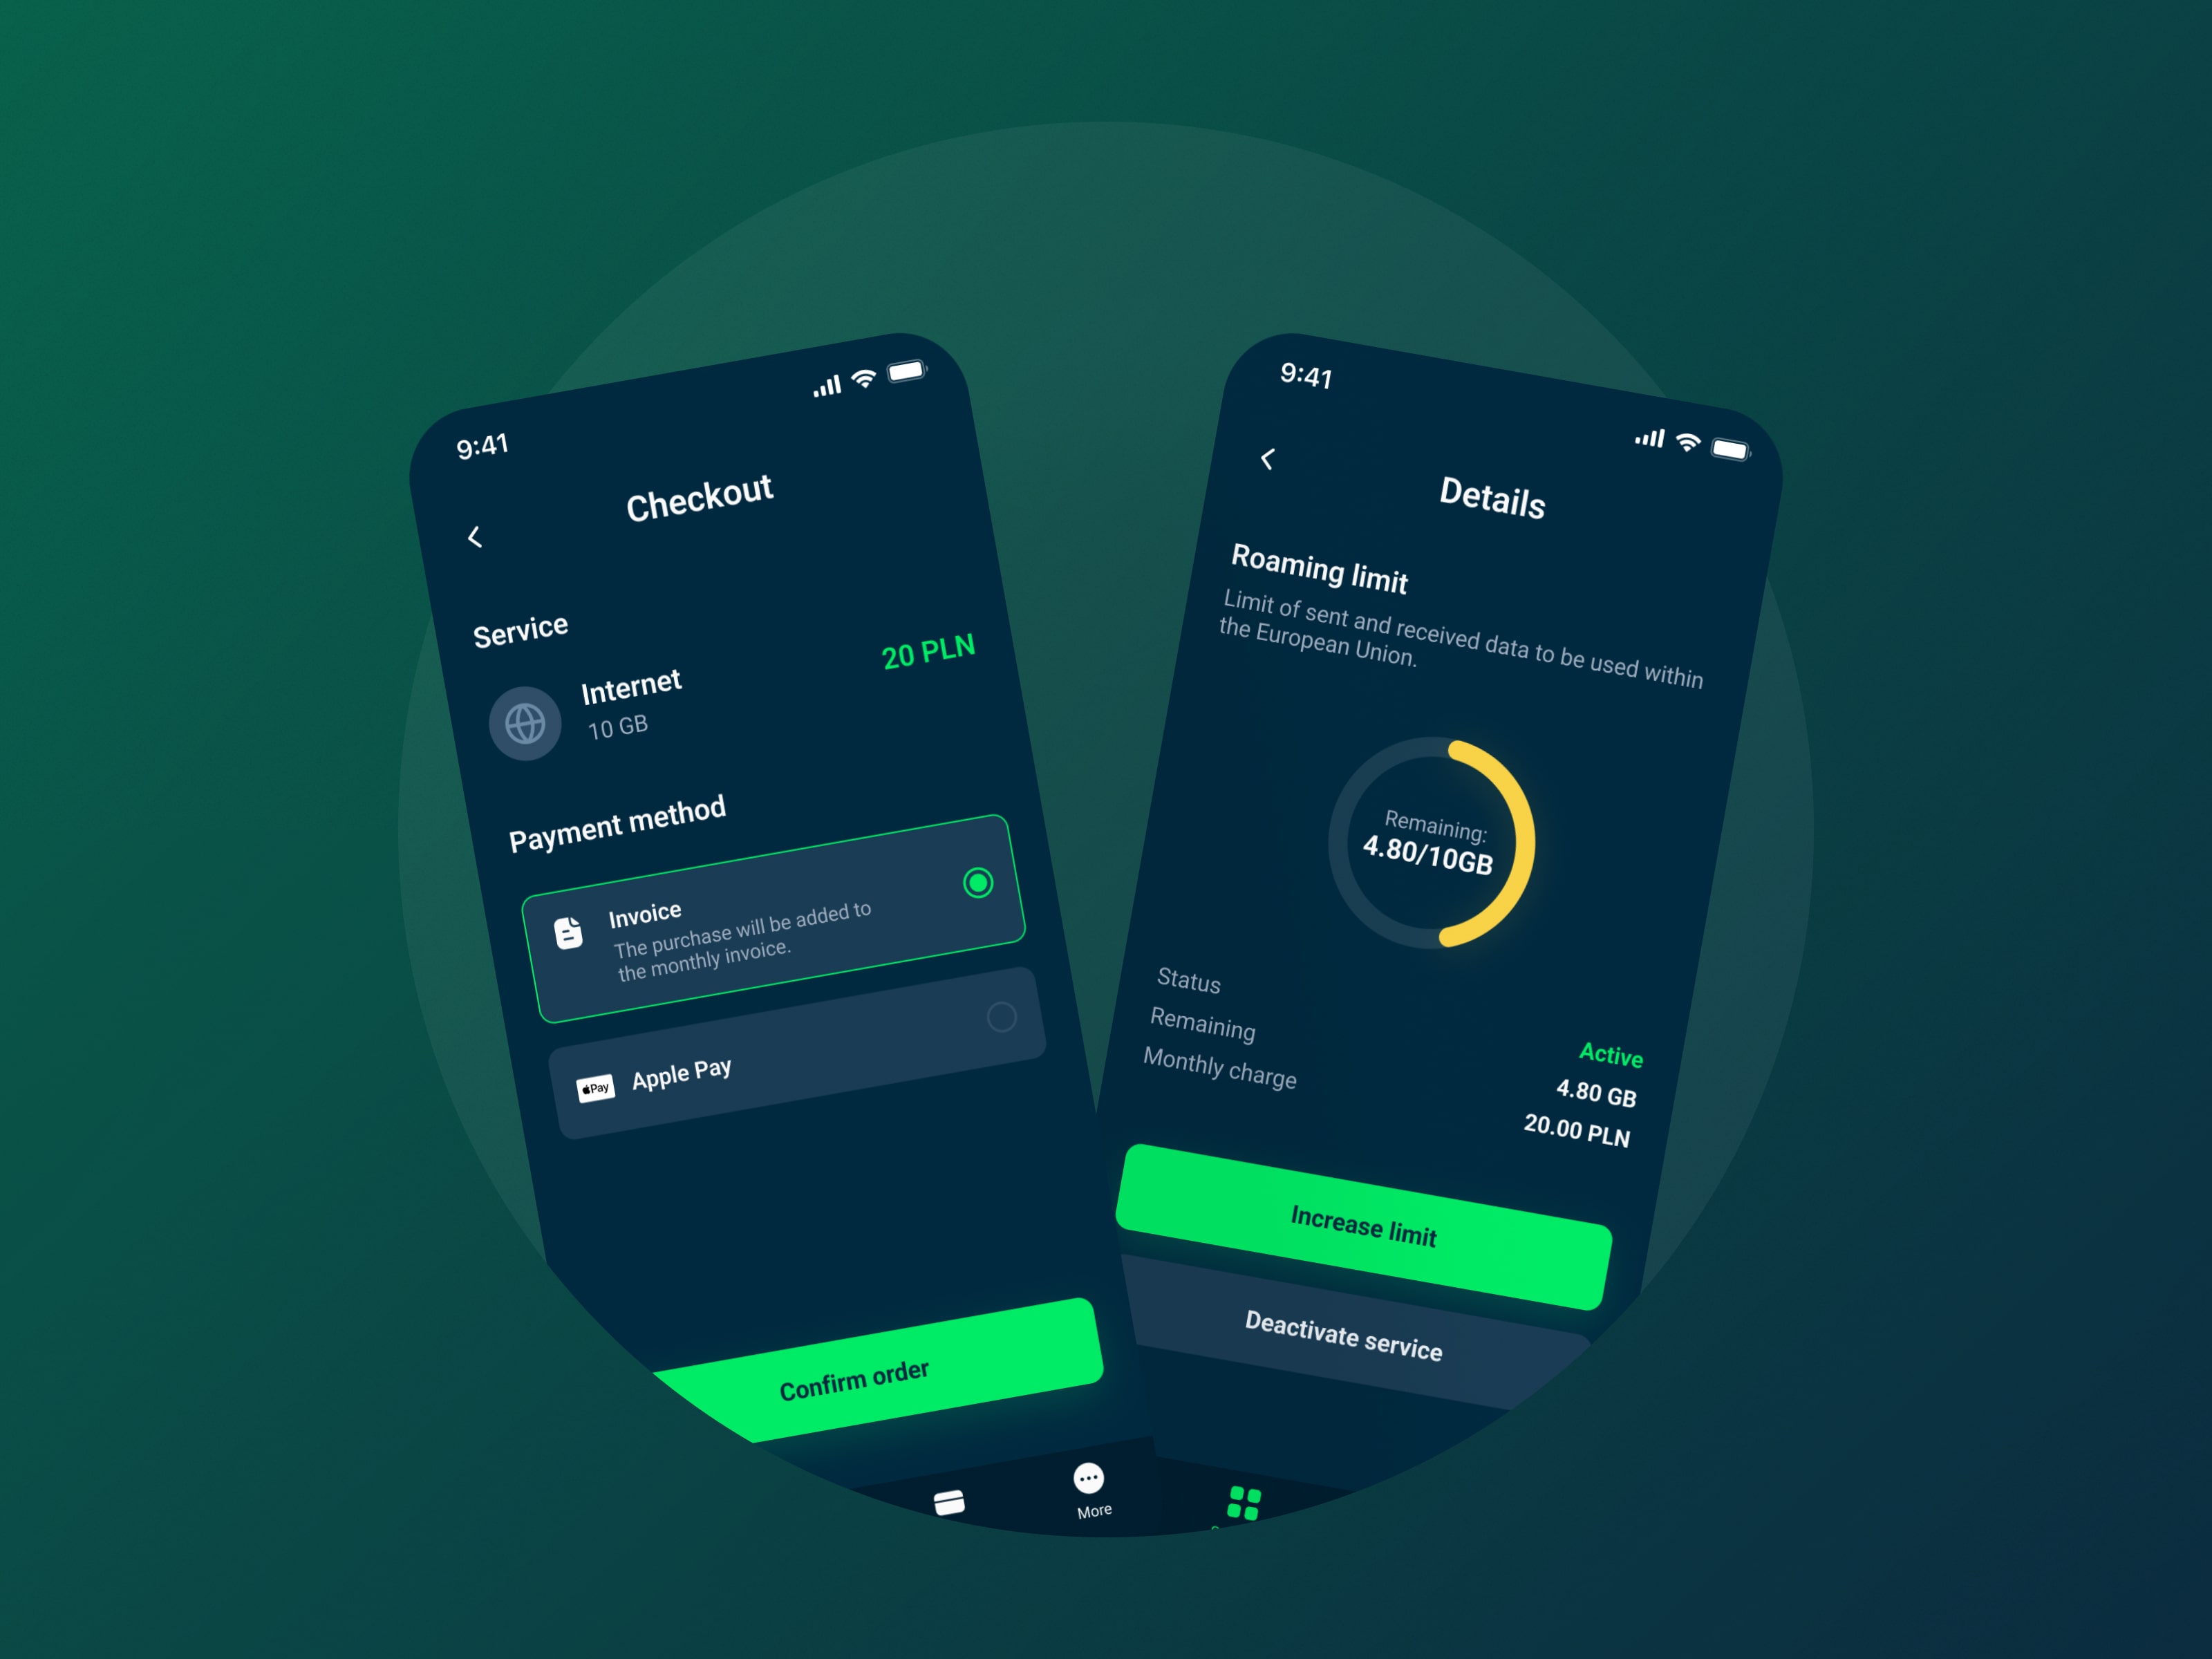 9:41
Checkout
Service
Internet
20 PLN
10 GB
Payment method
Invoice
The purchase will be added to
the monthly invoice.
Pay
Apple Pay
Confirm order
More
9:41
Details
Roaming limit
Limit of sent and received data to be used within
the European Union.
Remaining:
4.80/10GB
Status
Active
Remaining
4.80 GB
Monthly charge
20.00 PLN
Increase limit
Deactivate service